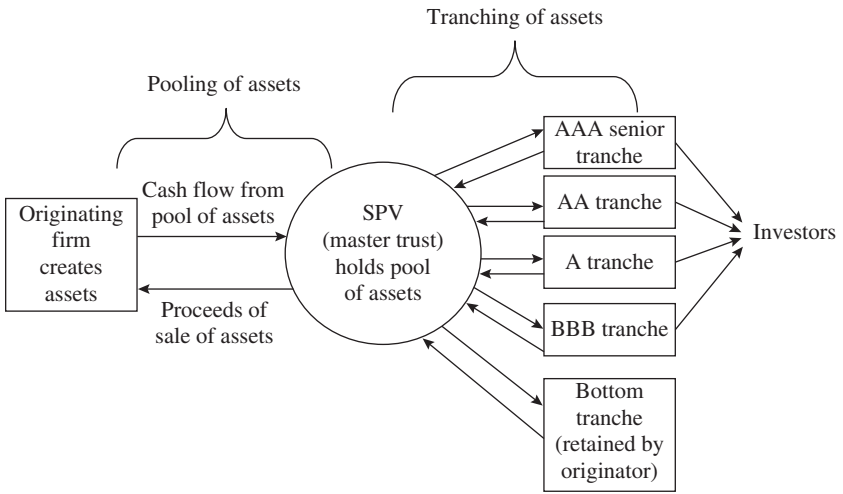 Tranching of assets
Pooling of assets
Originating
firm
creates
assets
Cash flow from
pool of assets
Proceeds of
sale of assets
SPV
(master trust)
holds pool
of assets
AAA senior
tranche
AA tranche
A tranche
BBB tranche
Bottom
tranche
(retained by
originator)
Investors